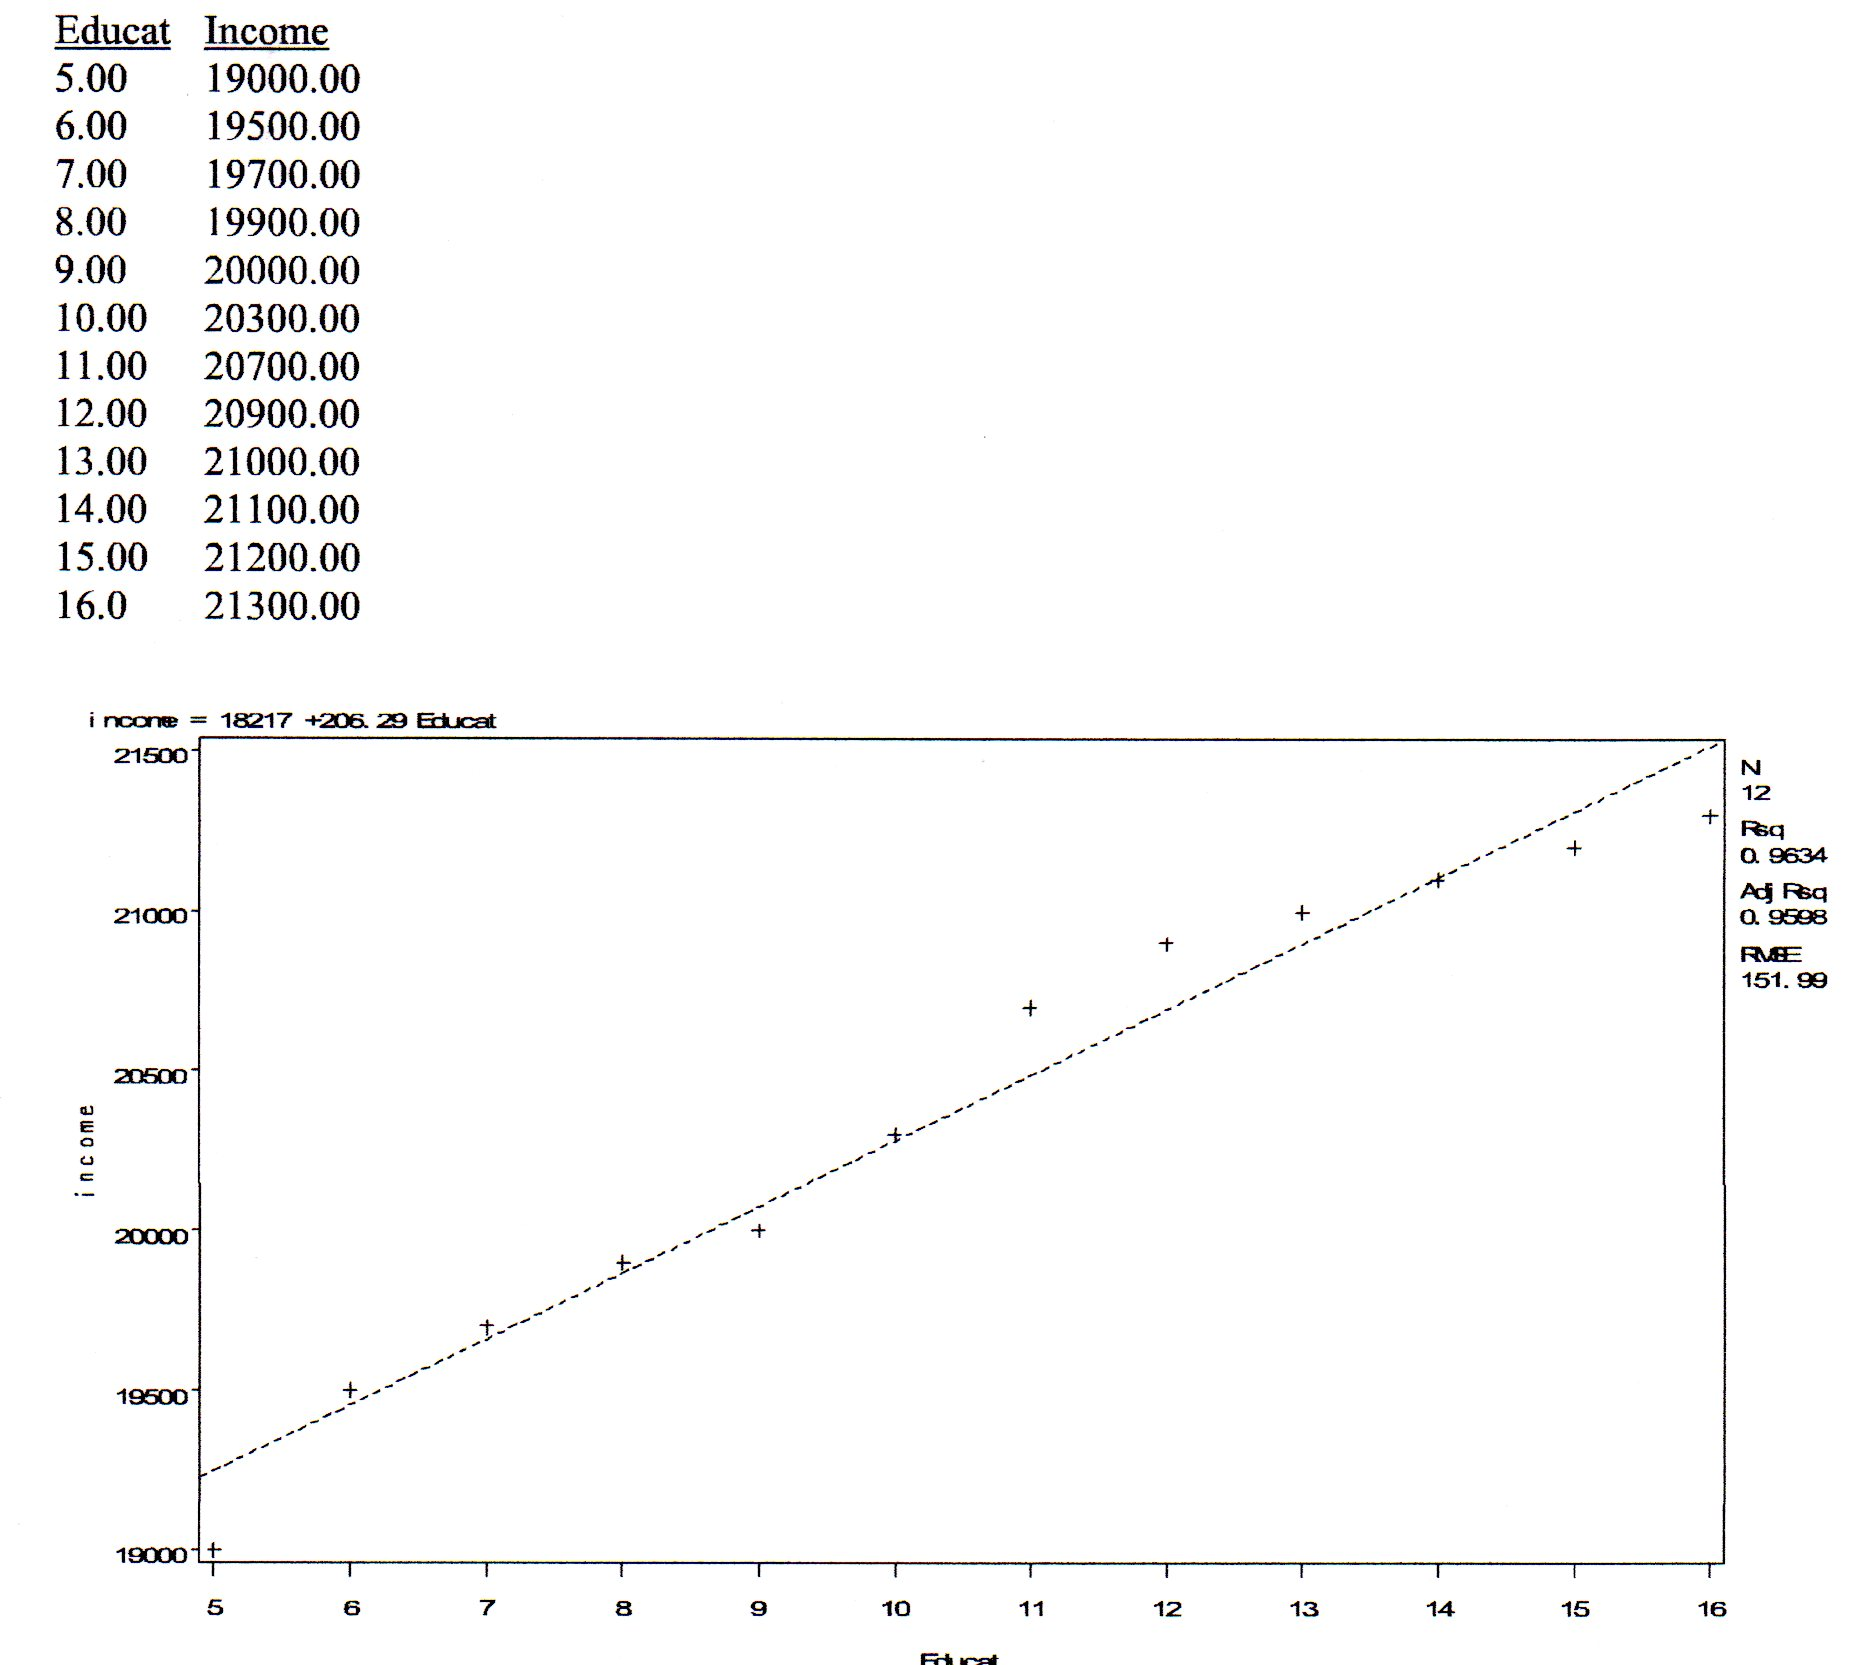 Educat Income
5.00 19000.00
6.00 19500.00
7.00 19700.00
8.00 19900.00
9.00 20000.00
10.00 20300.00
11.00 20700.00
12.00 20900.00
13.00 21000.00
14.00 21100.00
15.00 21200.00
16.0 21300.00
income = 18217 +206.29 Educat
21500
21000
20500
20000
19500
19000
income
N
12
Rsq
0.9634
Adj Rsq
0.9598
RMSE
151.99
5 6 7 8 9 10 11 12 13 14 15 16
Educat